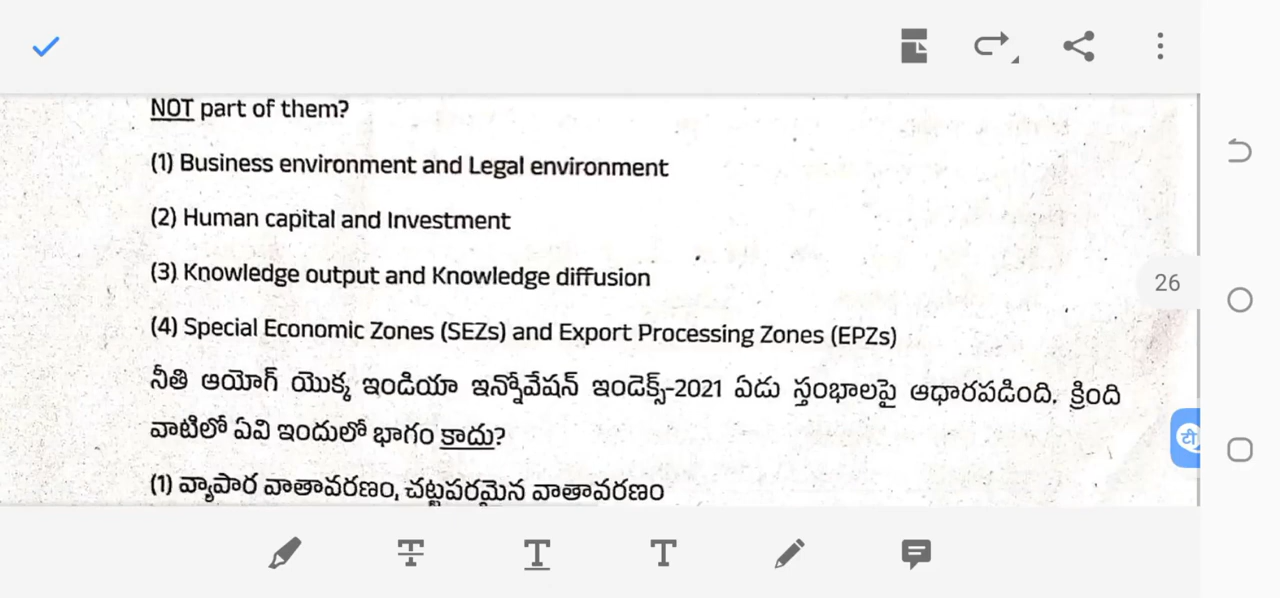 NOT part of them?
(1) Business environment and Legal environment
(2) Human capital and Investment
(3) Knowledge output and Knowledge diffusion
(4) Special Economic Zones (SEZs) and Export Processing Zones (EPZs)
26
నీతి ఆయోగ్ యొక్క ఇండియా ఇన్నోవేషన్ ఇండెక్స్-2021 ఏడు స్తంభాలపై ఆధారపడింది. క్రింది
వాటిలో ఏవి ఇందులో భాగం కాదు?
టी
(1) వ్యాపార వాతావరణం, చట్టపరమైన వాతావరణం
T
T
T